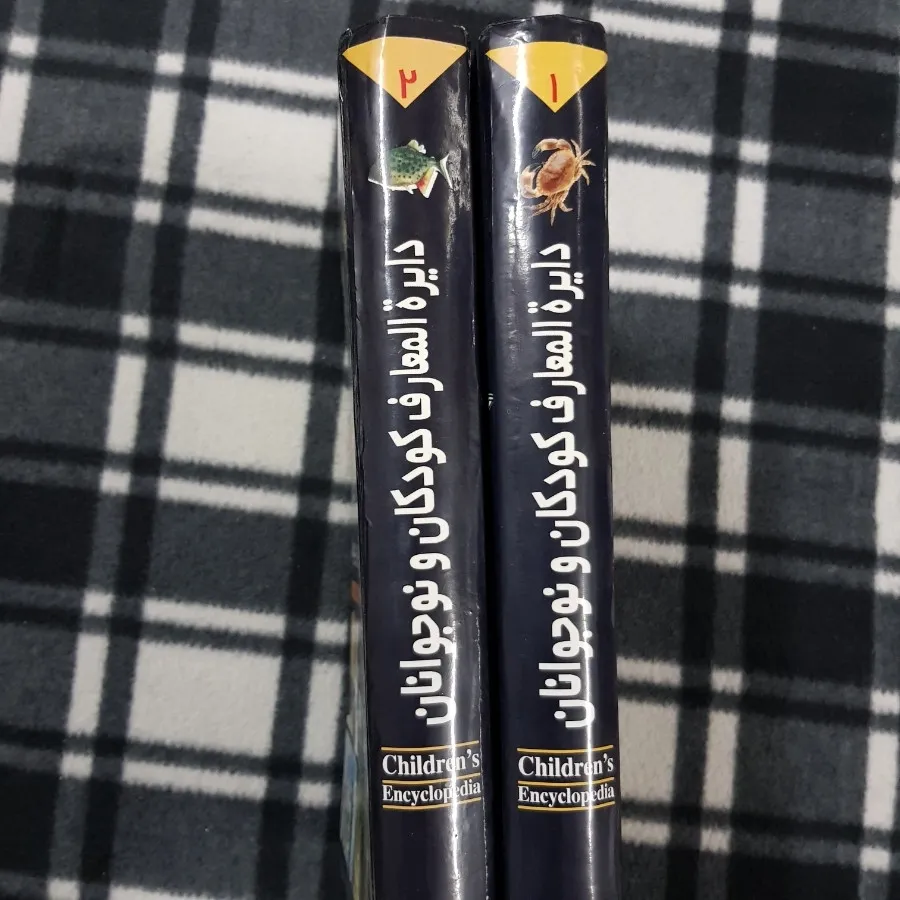 ۲
دایرة المعارف کودکان و نوجوانان
Children's
Encyclopedia
۱
دایرة المعارف کودکان و نوجوانان
Children's
Encyclopedia